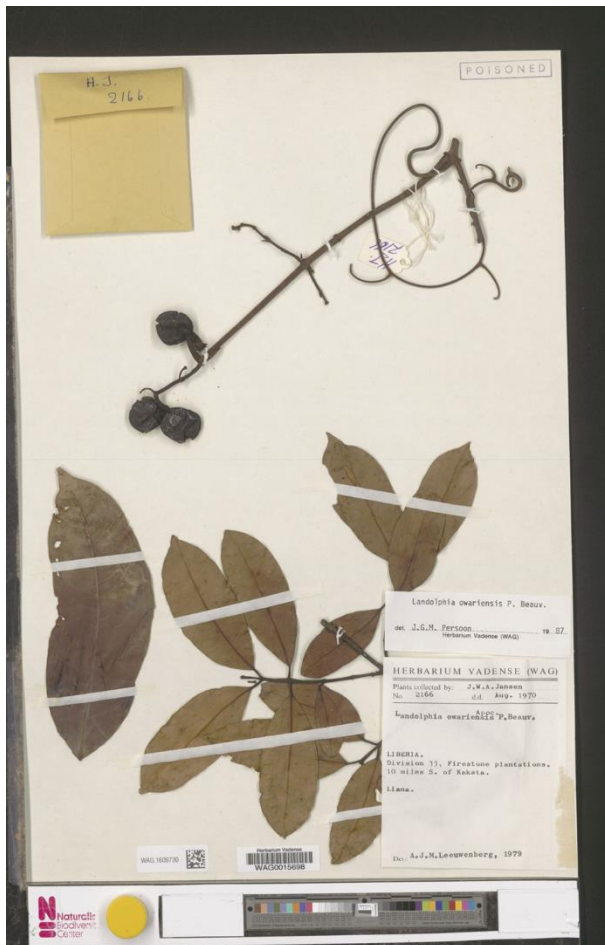 POISONED
H.J.
2166
H.J.
2166
Landolphia owariensis P. Beauv.
det. J.G.M. Persoon 19 87.
Herbarium Vadense (WAG)
HERBARIUM VADENSE (WAG)
Plants collected by: J.W.A.Jansen
No. 2166 d.d. Aug. 1970
Apoc.
Landolphia owariensis P.Beauv.
LIBERIA.
Division 33, Firestone plantations.
10 miles S. of Kakata.
Liana.
Det.: A.J.M.Leeuwenberg, 1979
WAG.1606730
Herbarium Vadense
WAG0015698
Naturalis
Biodiversity
Center